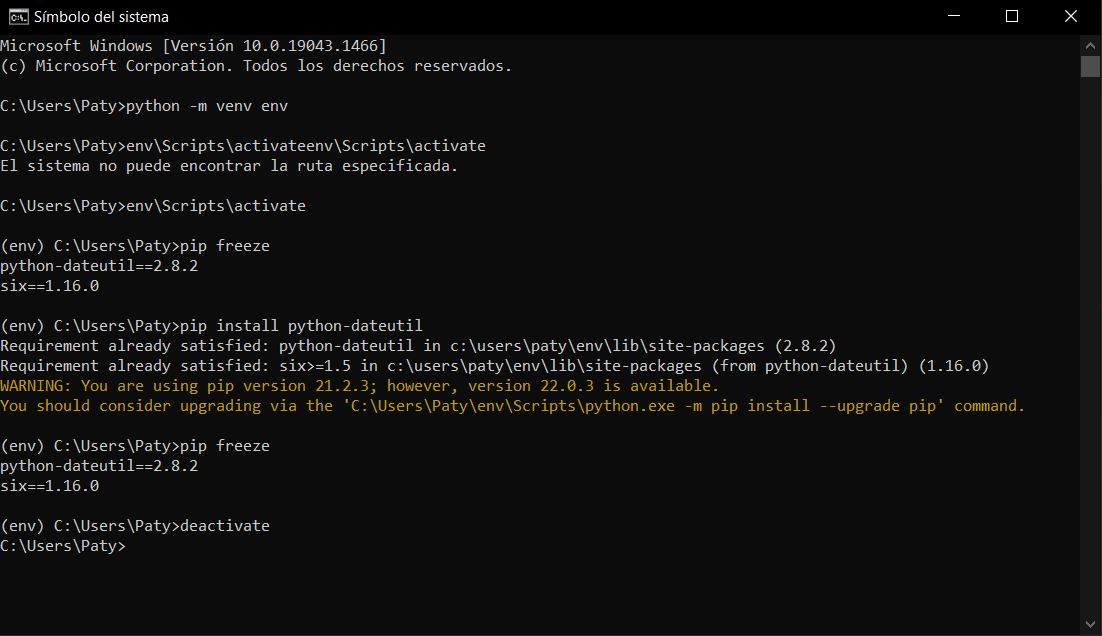 Símbolo del sistema
Microsoft Windows [Versión 10.0.19043.1466]
(c) Microsoft Corporation. Todos los derechos reservados.
C:\Users\Paty>python -m venv env
C:\Users\Paty>env\Scripts\activateenv\Scripts\activate
El sistema no puede encontrar la ruta especificada.
C:\Users\Paty>env\Scripts\activate
(env) C:\Users\Paty>pip freeze
python-dateutil==2.8.2
six==1.16.0
(env) C:\Users\Paty>pip install python-dateutil
Requirement already satisfied: python-dateutil in c:\users\paty\env\lib\site-packages (2.8.2)
Requirement already satisfied: six>=1.5 in c:\users\paty\env\lib\site-packages (from python-dateutil) (1.16.0)
WARNING: You are using pip version 21.2.3; however, version 22.0.3 is available.
You should consider upgrading via the 'C:\Users\Paty\env\Scripts\python.exe -m pip install --upgrade pip' command.
(env) C:\Users\Paty>pip freeze
python-dateutil==2.8.2
six==1.16.0
(env) C:\Users\Paty>deactivate
C:\Users\Paty>